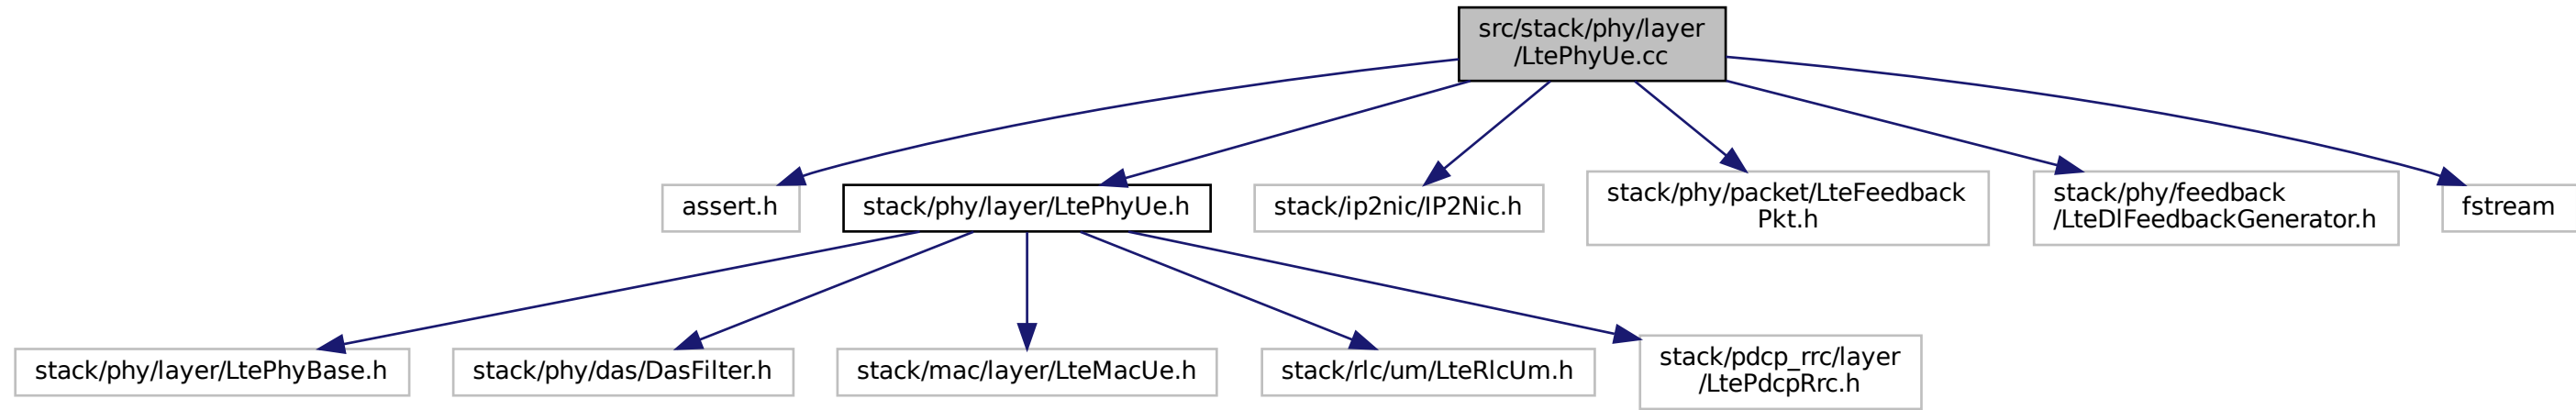 src/stack/phy/layer
/LtePhyUe.cc
assert.h
stack/phy/layer/LtePhyUe.h
stack/ip2nic/IP2Nic.h
stack/phy/packet/LteFeedback
Pkt.h
stack/phy/feedback
/LteDlFeedbackGenerator.h
fstream
stack/phy/layer/LtePhyBase.h
stack/phy/das/DasFilter.h
stack/mac/layer/LteMacUe.h
stack/rlc/um/LteRlcUm.h
stack/pdcp_rrc/layer
/LtePdcpRrc.h